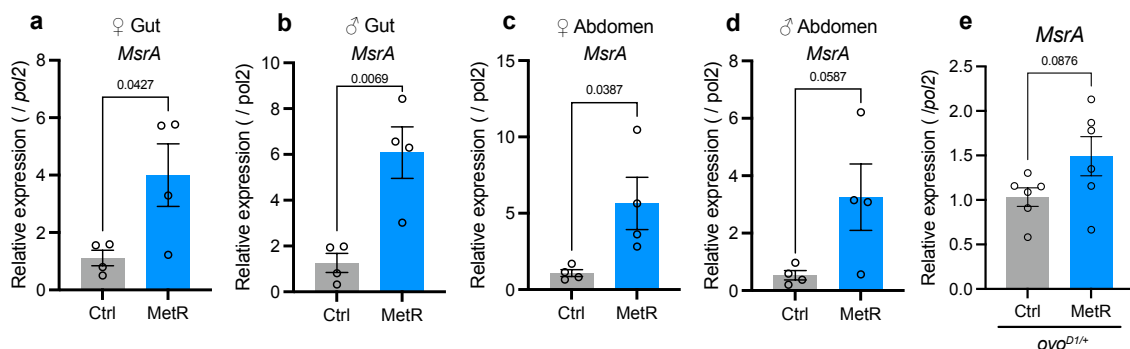 a ♀ Gut
MsrA
0.0427
Relative expression ( / pol2)
8
6
4
2
0
Ctrl MetR
b ♂ Gut
MsrA
0.0069
Relative expression ( / pol2)
10
8
6
4
2
0
Ctrl MetR
c ♀ Abdomen
MsrA
0.0387
Relative expression ( / pol2)
15
10
5
0
Ctrl MetR
d ♂ Abdomen
MsrA
0.0587
Relative expression ( / pol2)
8
6
4
2
0
Ctrl MetR
e
MsrA
0.0876
Relative expression ( /pol2)
2.5
2.0
1.5
1.0
0.5
0.0
Ctrl MetR
ovoD1/+